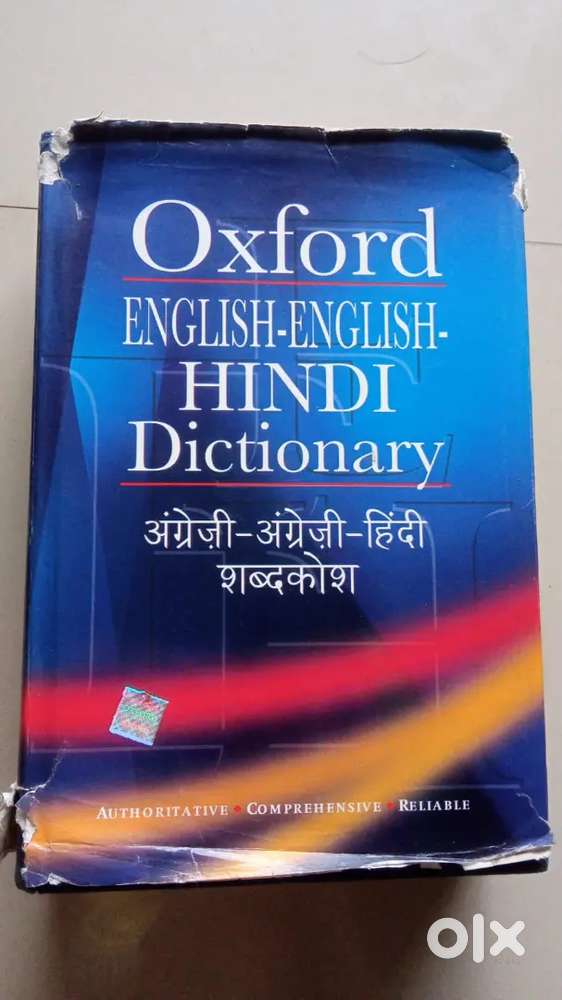 Oxford
ENGLISH-ENGLISH-
HINDI
Dictionary
अंग्रेज़ी-अंग्रेज़ी-हिंदी
शब्दकोश
AUTHORITATIVE • COMPREHENSIVE • RELIABLE
olx